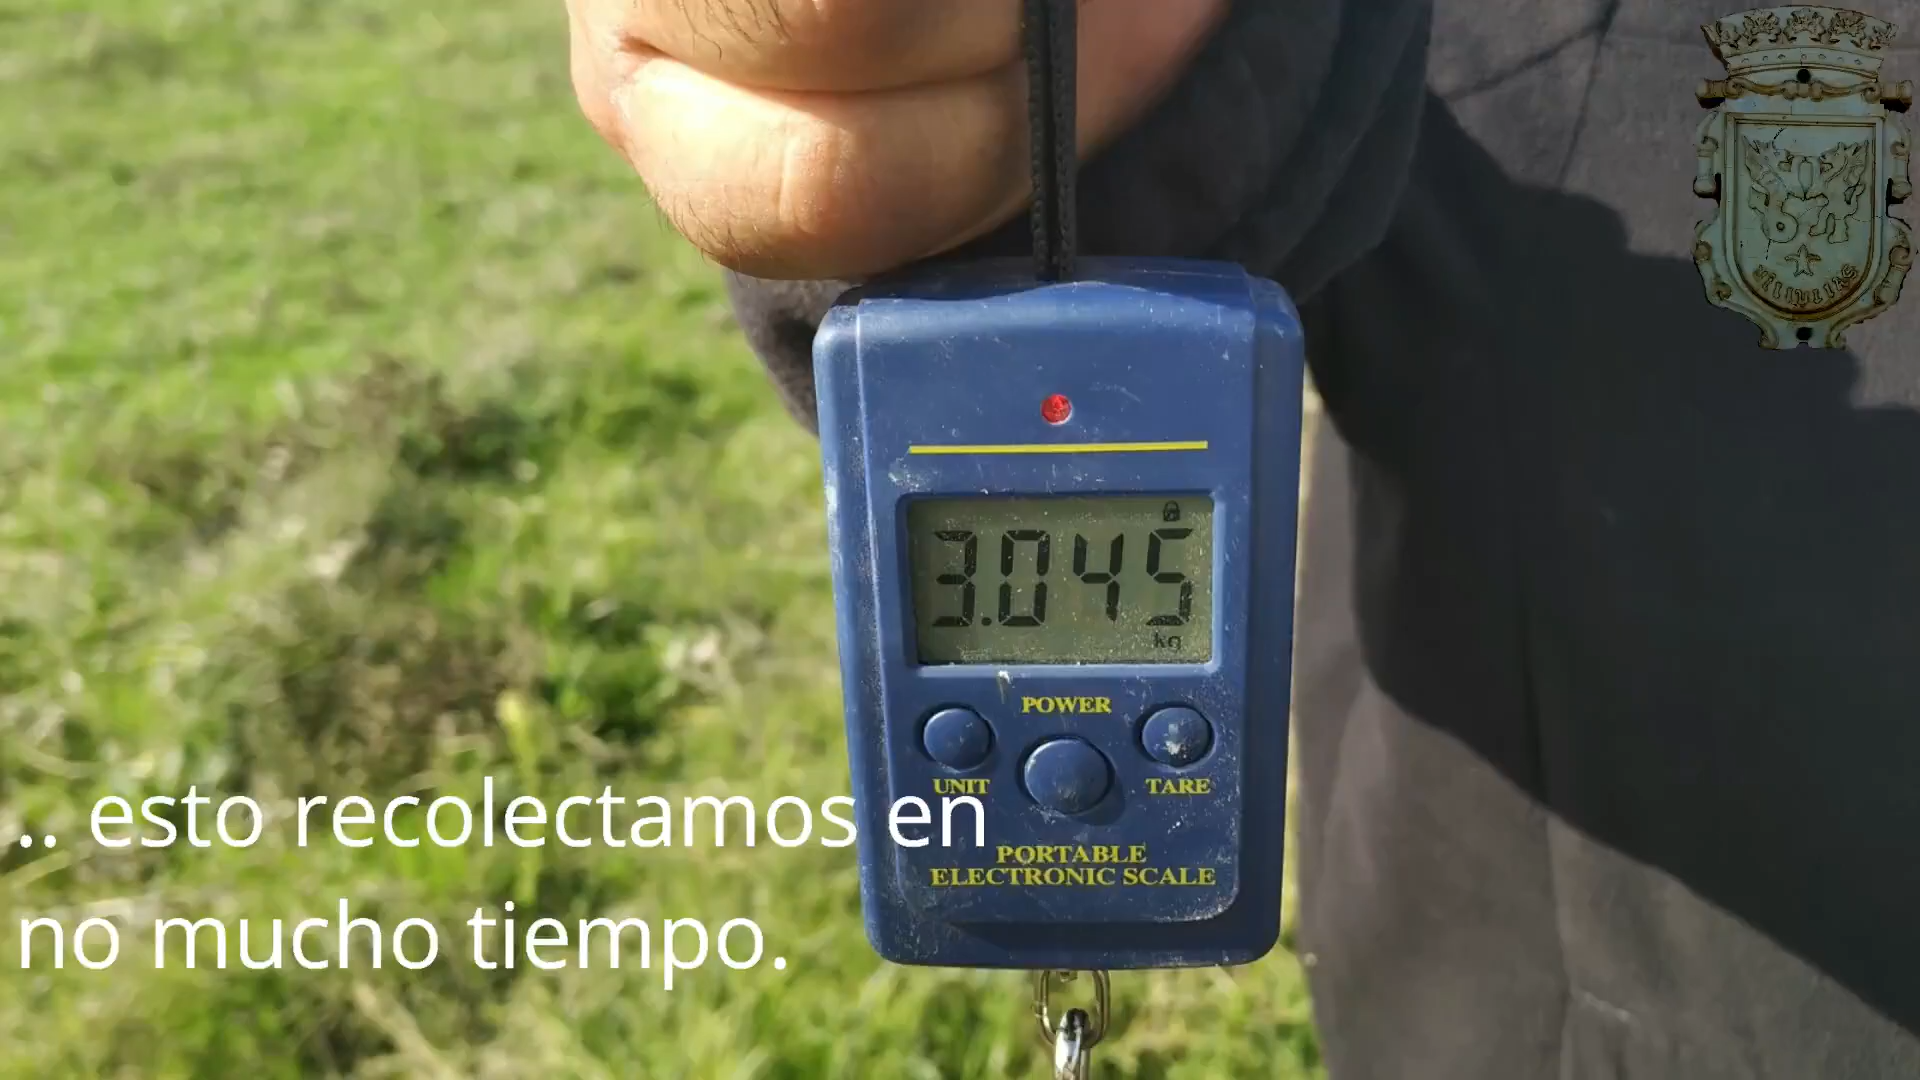 3.045
kg
POWER
UNIT
TARE
PORTABLE
ELECTRONIC SCALE
.. esto recolectamos en
no mucho tiempo.